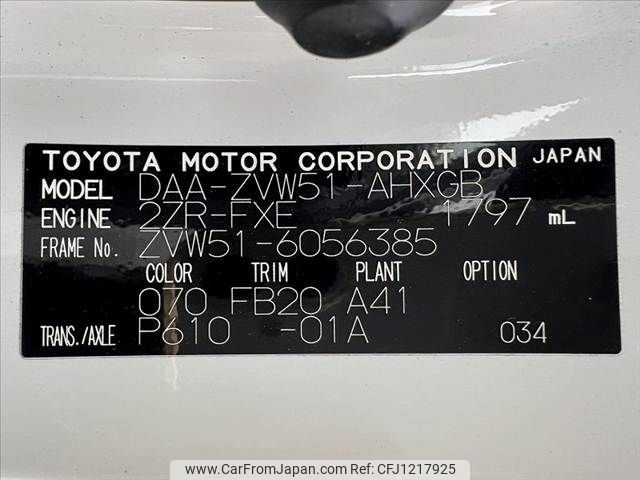 TOYOTA MOTOR CORPORATION JAPAN
MODEL DAA-ZVW51-AHXGB
ENGINE 2ZR-FXE 1797 mL
FRAME No. ZVW51-6056385
COLOR TRIM PLANT OPTION
070 FB20 A41
TRANS./AXLE P610 -01A 034
www.CarFromJapan.com - CFJ1217925